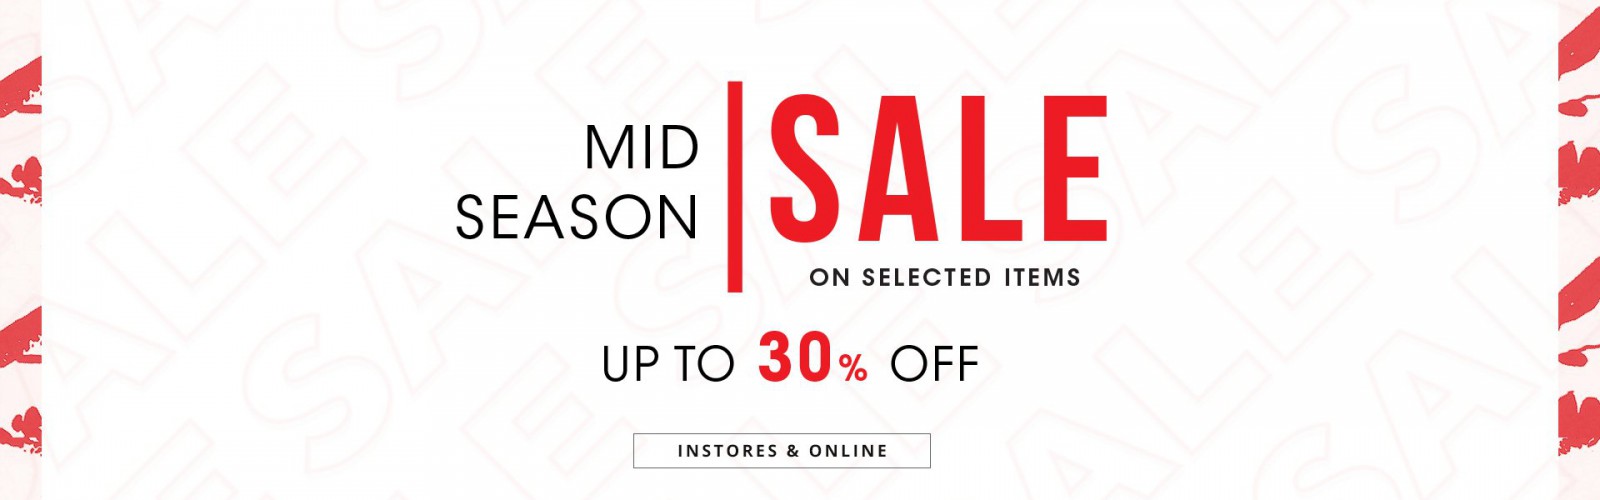 MID
SEASON
SALE
ON SELECTED ITEMS
UP TO 30% OFF
INSTORES & ONLINE